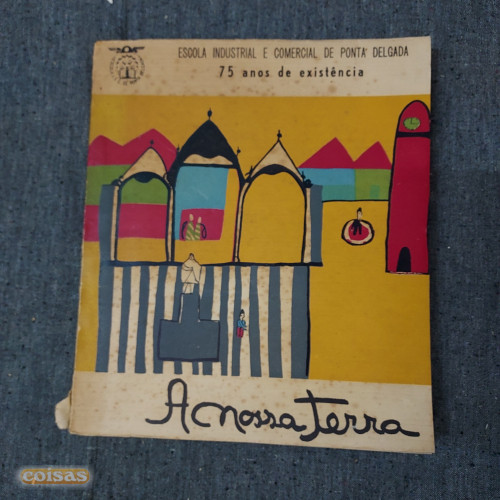 ESCOLA INDUSTRIAL E COMERCIAL DE PONTA DELGADA
75 anos de existência
A nossa terra
coisas